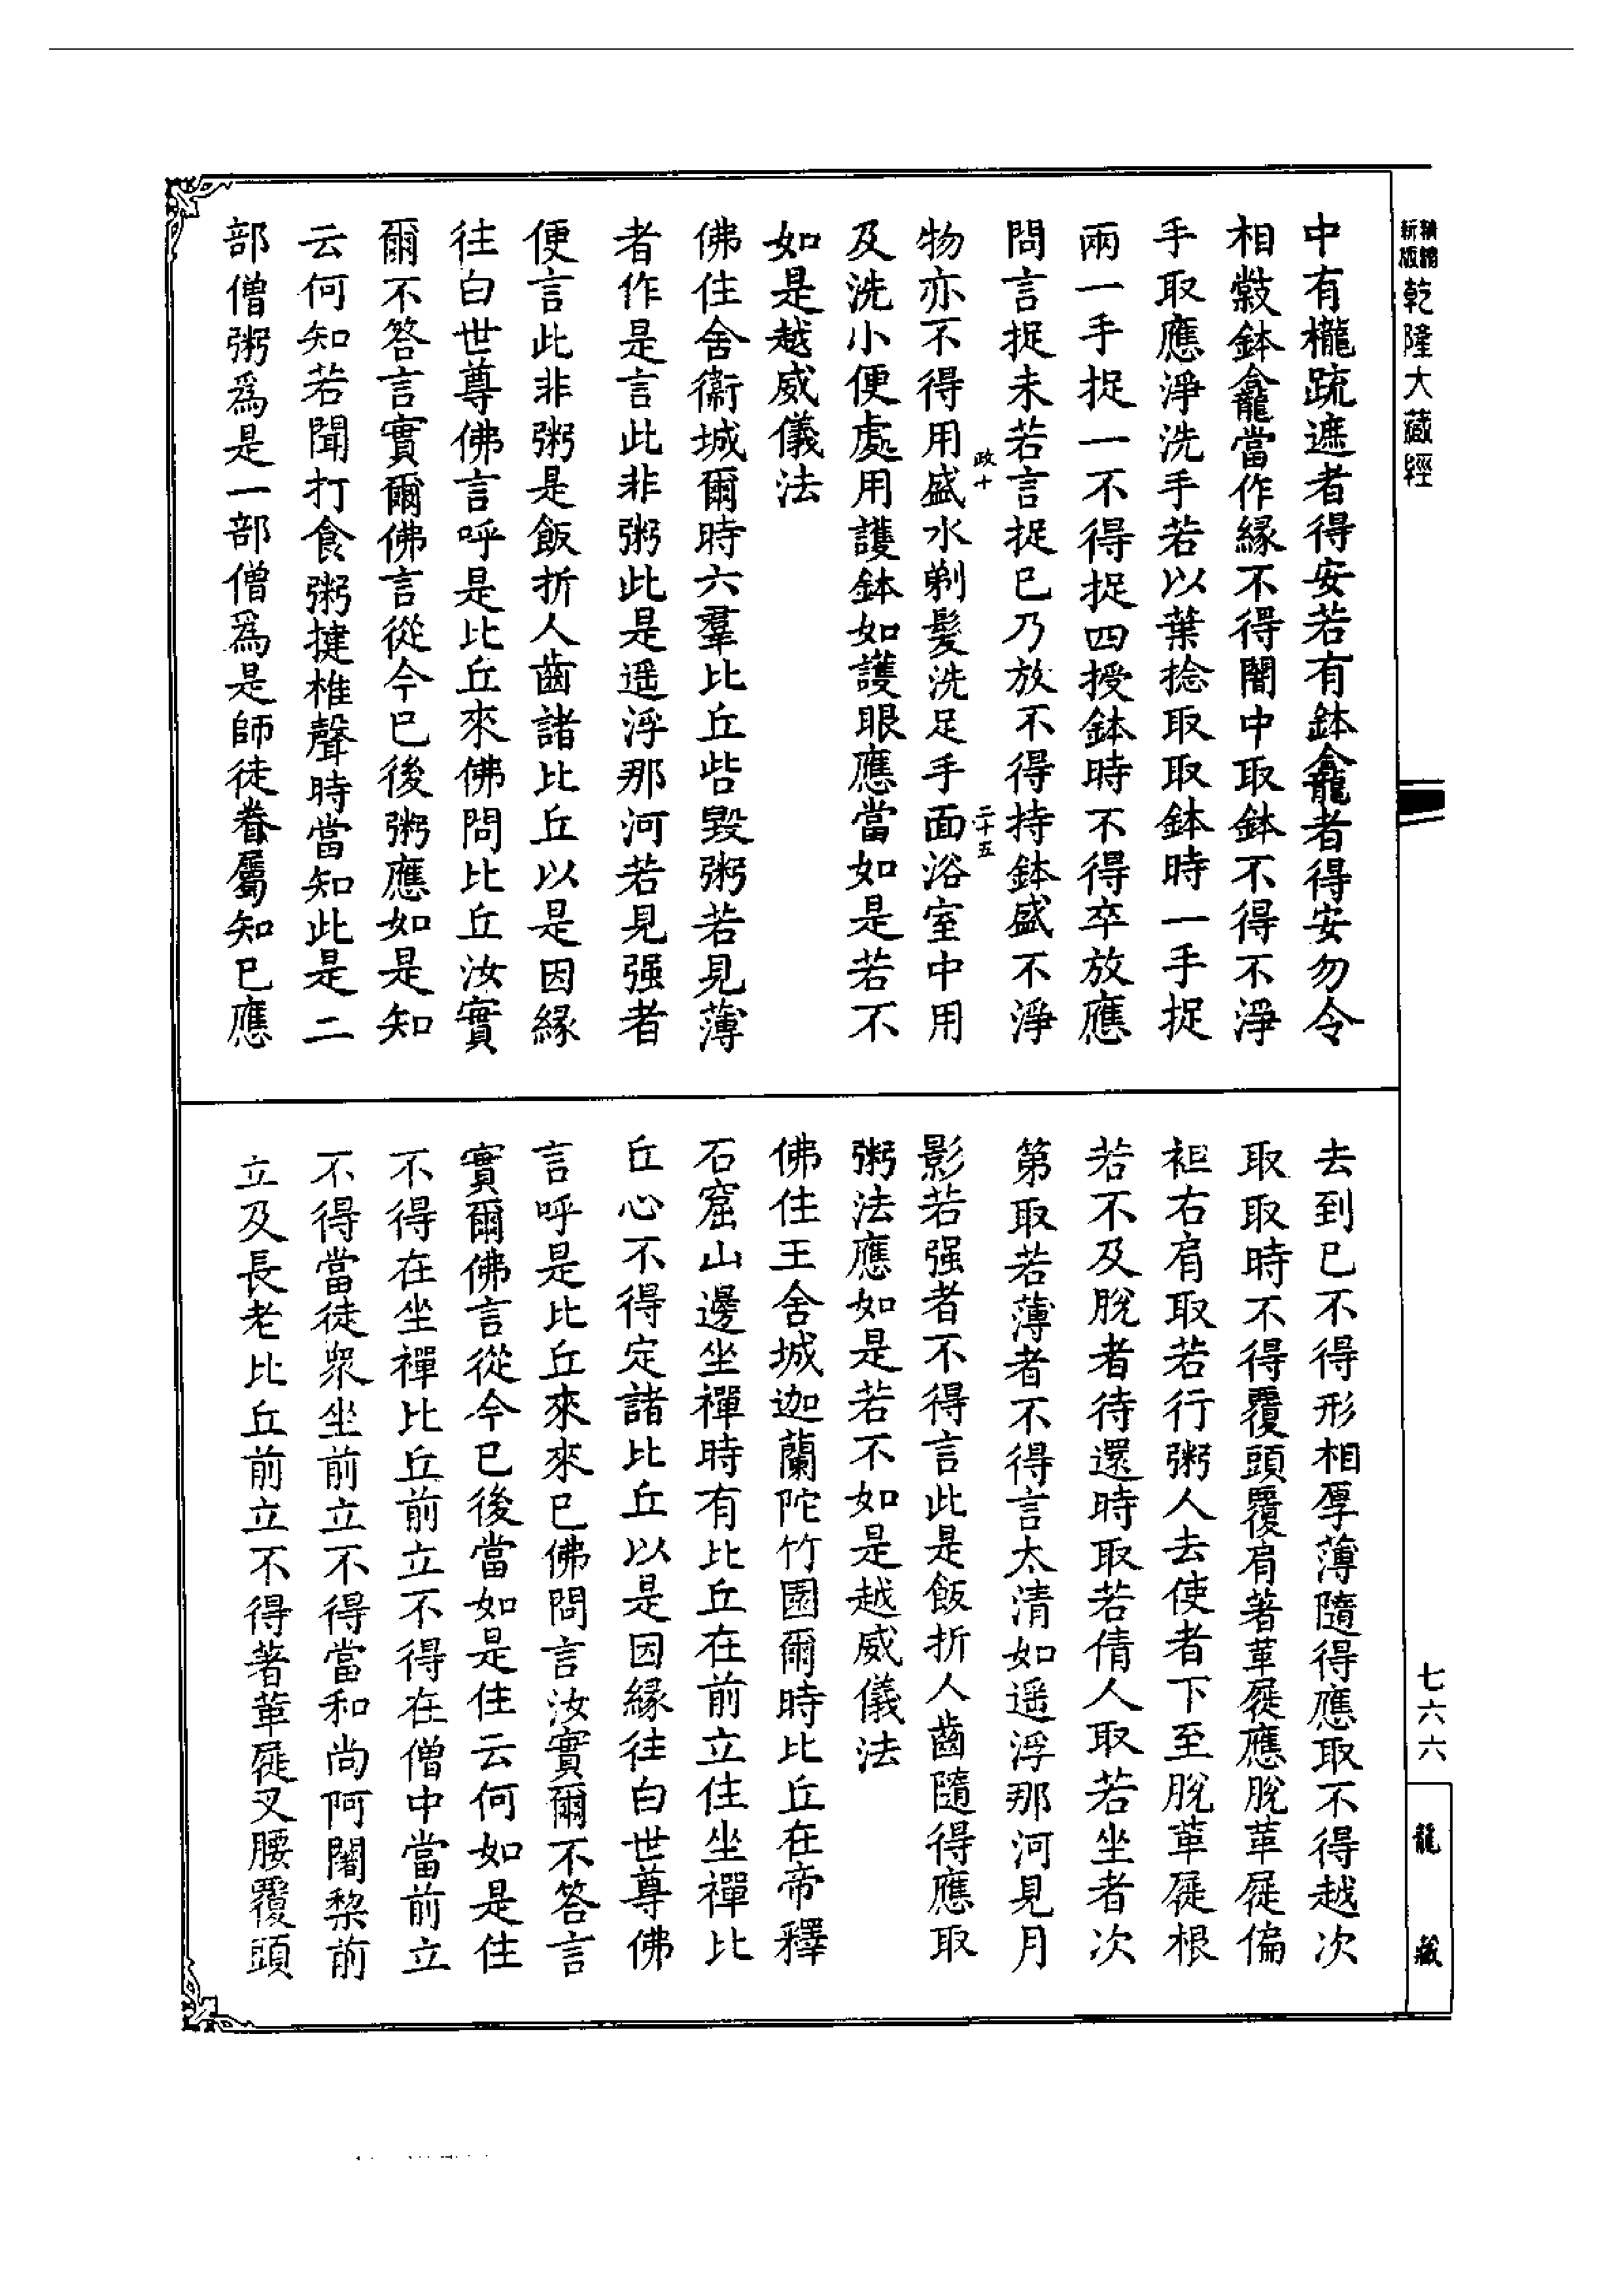 新版
精縮
乾隆大藏經
中有櫳疏遮者得安若有鉢龕者得安勿令
相㲉鉢龕當作緣不得闇中取鉢不得不淨
手取應淨洗手若以葉捻取取鉢時一手捉
兩一手捉一不得捉四授鉢時不得卒放應
問言捉未若言捉已乃放不得持鉢盛不淨
政十 二十五
物亦不得用盛水剃髮洗足手面浴室中用
及洗小便處用護鉢如護眼應當如是若不
如是越威儀法
佛住舍衞城爾時六羣比丘呰毀粥若見薄
者作是言此非粥此是遥浮那河若見强者
便言此非粥是飯折人齒諸比丘以是因緣
往白世尊佛言呼是比丘來佛問比丘汝實
爾不答言實爾佛言從今已後粥應如是知
云何知若聞打食粥揵椎聲時當知此是二
部僧粥爲是一部僧爲是師徒眷屬知已應
去到已不得形相厚薄隨得應取不得越次
取取時不得覆頭覆肩著革屣應脫革屣偏
袒右肩取若行粥人去使者下至脫革屣根
若不及脫者待還時取若倩人取若坐者次
第取若薄者不得言太清如遥浮那河見月
影若强者不得言此是飯折人齒隨得應取
粥法應如是若不如是越威儀法
佛住王舍城迦蘭陀竹園爾時比丘在帝釋
石窟山邊坐禪時有比丘在前立住坐禪比
丘心不得定諸比丘以是因緣往白世尊佛
言呼是比丘來來已佛問言汝實爾不答言
實爾佛言從今已後當如是住云何如是住
不得在坐禪比丘前立不得在僧中當前立
不得當徒衆坐前立不得當和尚阿闍黎前
立及長老比丘前立不得著革屣叉腰覆頭
七六六
龍藏